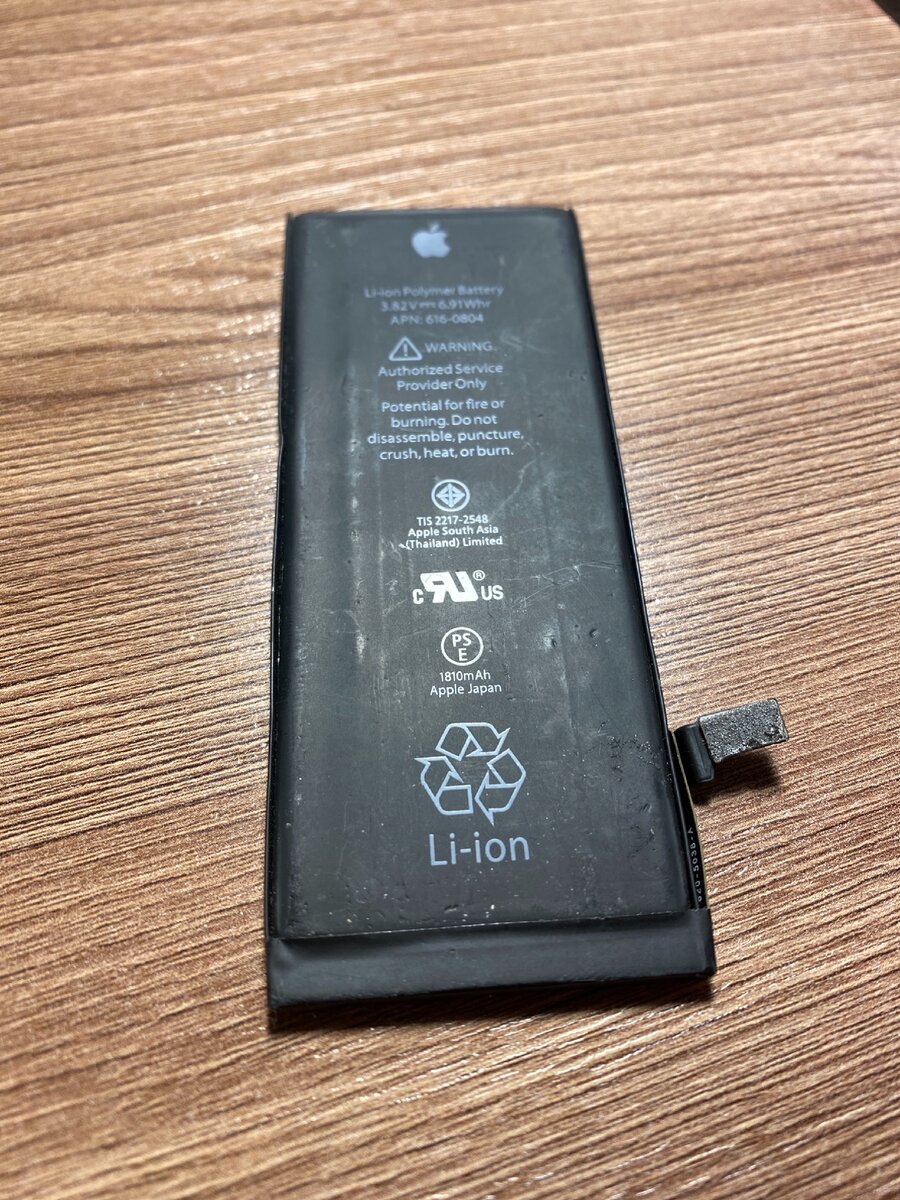 Li-ion Polymer Battery
3.82 V⎓ 6.91Whr
APN: 616-0804
WARNING.
Authorized Service
Provider Only
Potential for fire or
burning. Do not
disassemble, puncture,
crush, heat, or burn.
TIS 2217-2548
Apple South Asia
(Thailand) Limited
c RU ® US
PS
E
1810mAh
Apple Japan
Li-ion